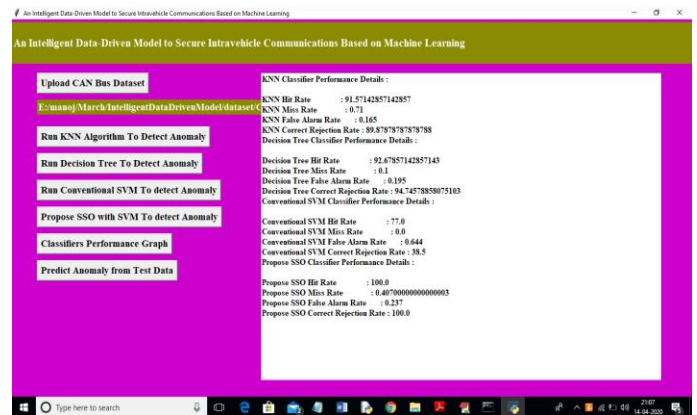 An Intelligent Data-Driven Model to Secure Intravehicle Communications Based on Machine Learning
An Intelligent Data-Driven Model to Secure Intravehicle Communications Based on Machine Learning
Upload CAN Bus Dataset
E:/manoj/March/IntelligentDataDrivenModel/dataset/C
Run KNN Algorithm To Detect Anomaly
Run Decision Tree To Detect Anomaly
Run Conventional SVM To detect Anomaly
Propose SSO with SVM To detect Anomaly
Classifiers Performance Graph
Predict Anomaly from Test Data
KNN Classifier Performance Details :
KNN Hit Rate : 91.57142857142857
KNN Miss Rate : 0.71
KNN False Alarm Rate : 0.165
KNN Correct Rejection Rate : 89.87878787878788
Decision Tree Classifier Performance Details :
Decision Tree Hit Rate : 92.67857142857143
Decision Tree Miss Rate : 0.1
Decision Tree False Alarm Rate : 0.195
Decision Tree Correct Rejection Rate : 94.74578858075103
Conventional SVM Classifier Performance Details :
Conventional SVM Hit Rate : 77.0
Conventional SVM Miss Rate : 0.0
Conventional SVM False Alarm Rate : 0.644
Conventional SVM Correct Rejection Rate : 38.5
Propose SSO Classifier Performance Details :
Propose SSO Hit Rate : 100.0
Propose SSO Miss Rate : 0.40700000000000003
Propose SSO False Alarm Rate : 0.237
Propose SSO Correct Rejection Rate : 100.0
Type here to search
21:07
14-04-2020